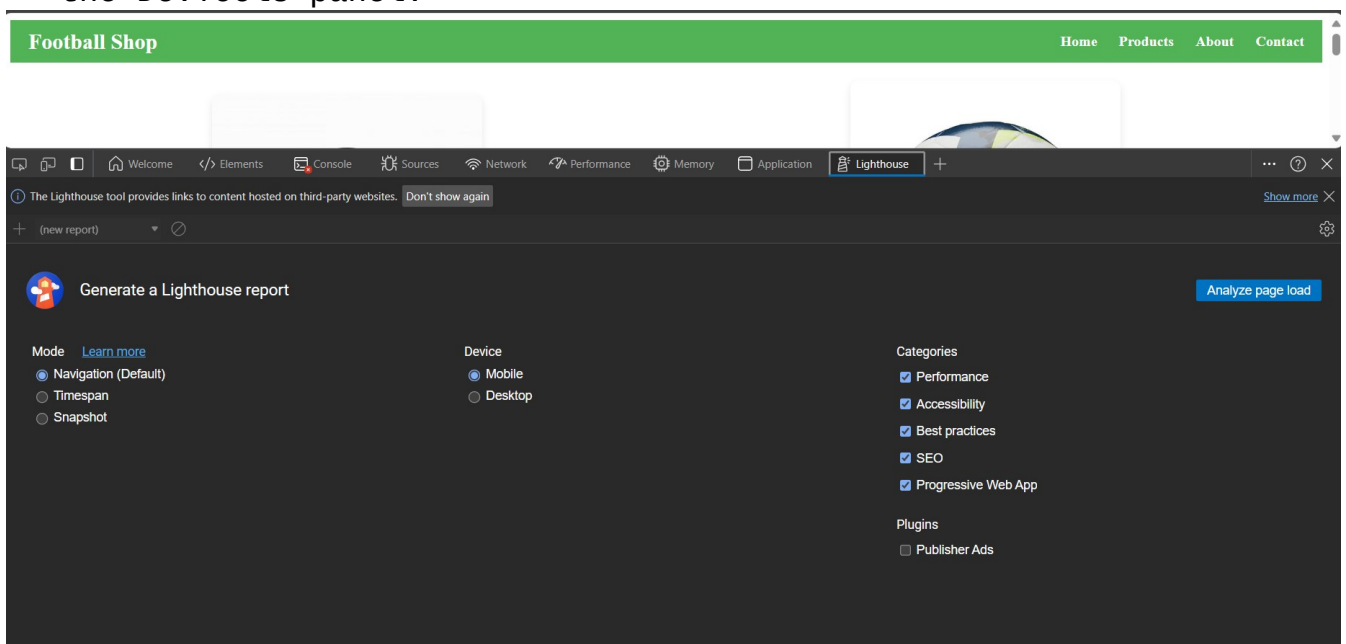 the DevTools panel.
Football Shop Home Products About Contact
Welcome </> Elements Console Sources Network Performance Memory Application Lighthouse
The Lighthouse tool provides links to content hosted on third-party websites. Don't show again Show more
(new report)
Generate a Lighthouse report Analyze page load
Mode Learn more Device Categories
Navigation (Default) Mobile Performance
Timespan Desktop Accessibility
Snapshot Best practices
SEO
Progressive Web App
Plugins
Publisher Ads